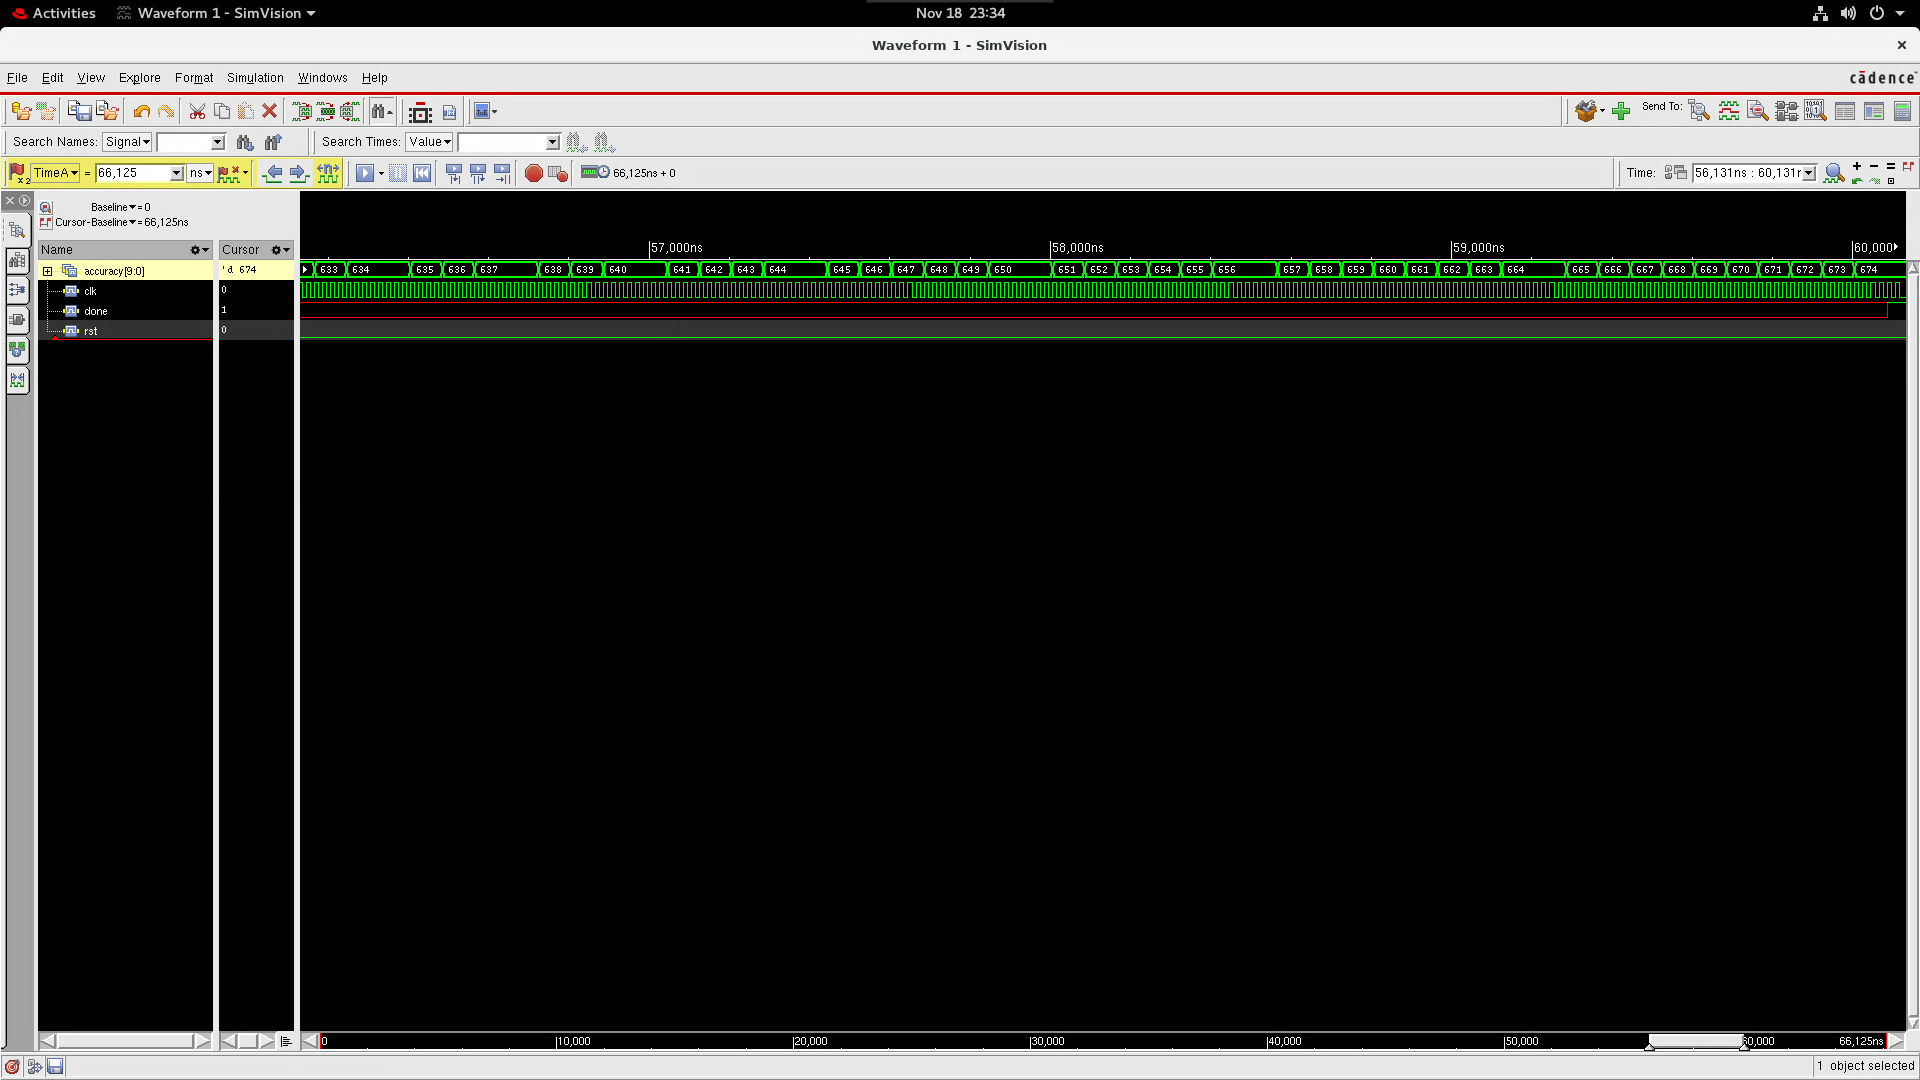 Activities Waveform 1 - SimVision Nov 18 23:34
Waveform 1 - SimVision
File Edit View Explore Format Simulation Windows Help cādence
Send To:
Search Names: Signal Search Times: Value
TimeA = 66,125 ns 66,125ns + 0 Time: 56,131ns : 60,131r
Baseline = 0
Cursor-Baseline = 66,125ns
Name Cursor 57,000ns 58,000ns 59,000ns 60,000
accuracy[9:0] 'd 674 633 634 635 636 637 638 639 640 641 642 643 644 645 646 647 648 649 650 651 652 653 654 655 656 657 658 659 660 661 662 663 664 665 666 667 668 669 670 671 672 673 674
clk 0
done 1
rst 0
0 10,000 20,000 30,000 40,000 50,000 60,000 66,125ns
1 object selected